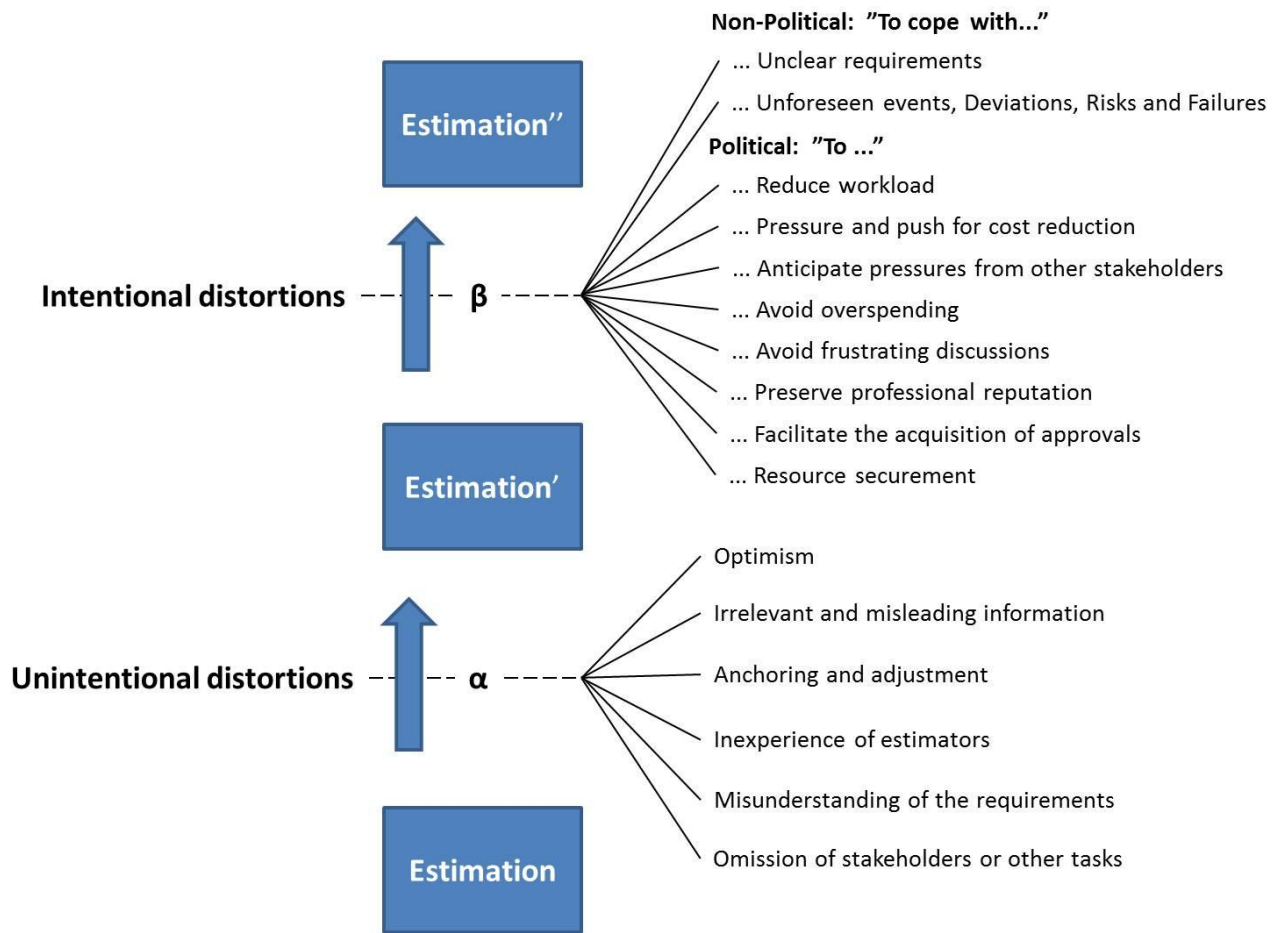 Non-Political: ”To cope with...”
... Unclear requirements
... Unforeseen events, Deviations, Risks and Failures
Estimation’’
Political: ”To ...”
... Reduce workload
... Pressure and push for cost reduction
... Anticipate pressures from other stakeholders
Intentional distortions
β
... Avoid overspending
... Avoid frustrating discussions
... Preserve professional reputation
... Facilitate the acquisition of approvals
... Resource securement
Estimation’
Optimism
Irrelevant and misleading information
Unintentional distortions
α
Anchoring and adjustment
Inexperience of estimators
Misunderstanding of the requirements
Omission of stakeholders or other tasks
Estimation